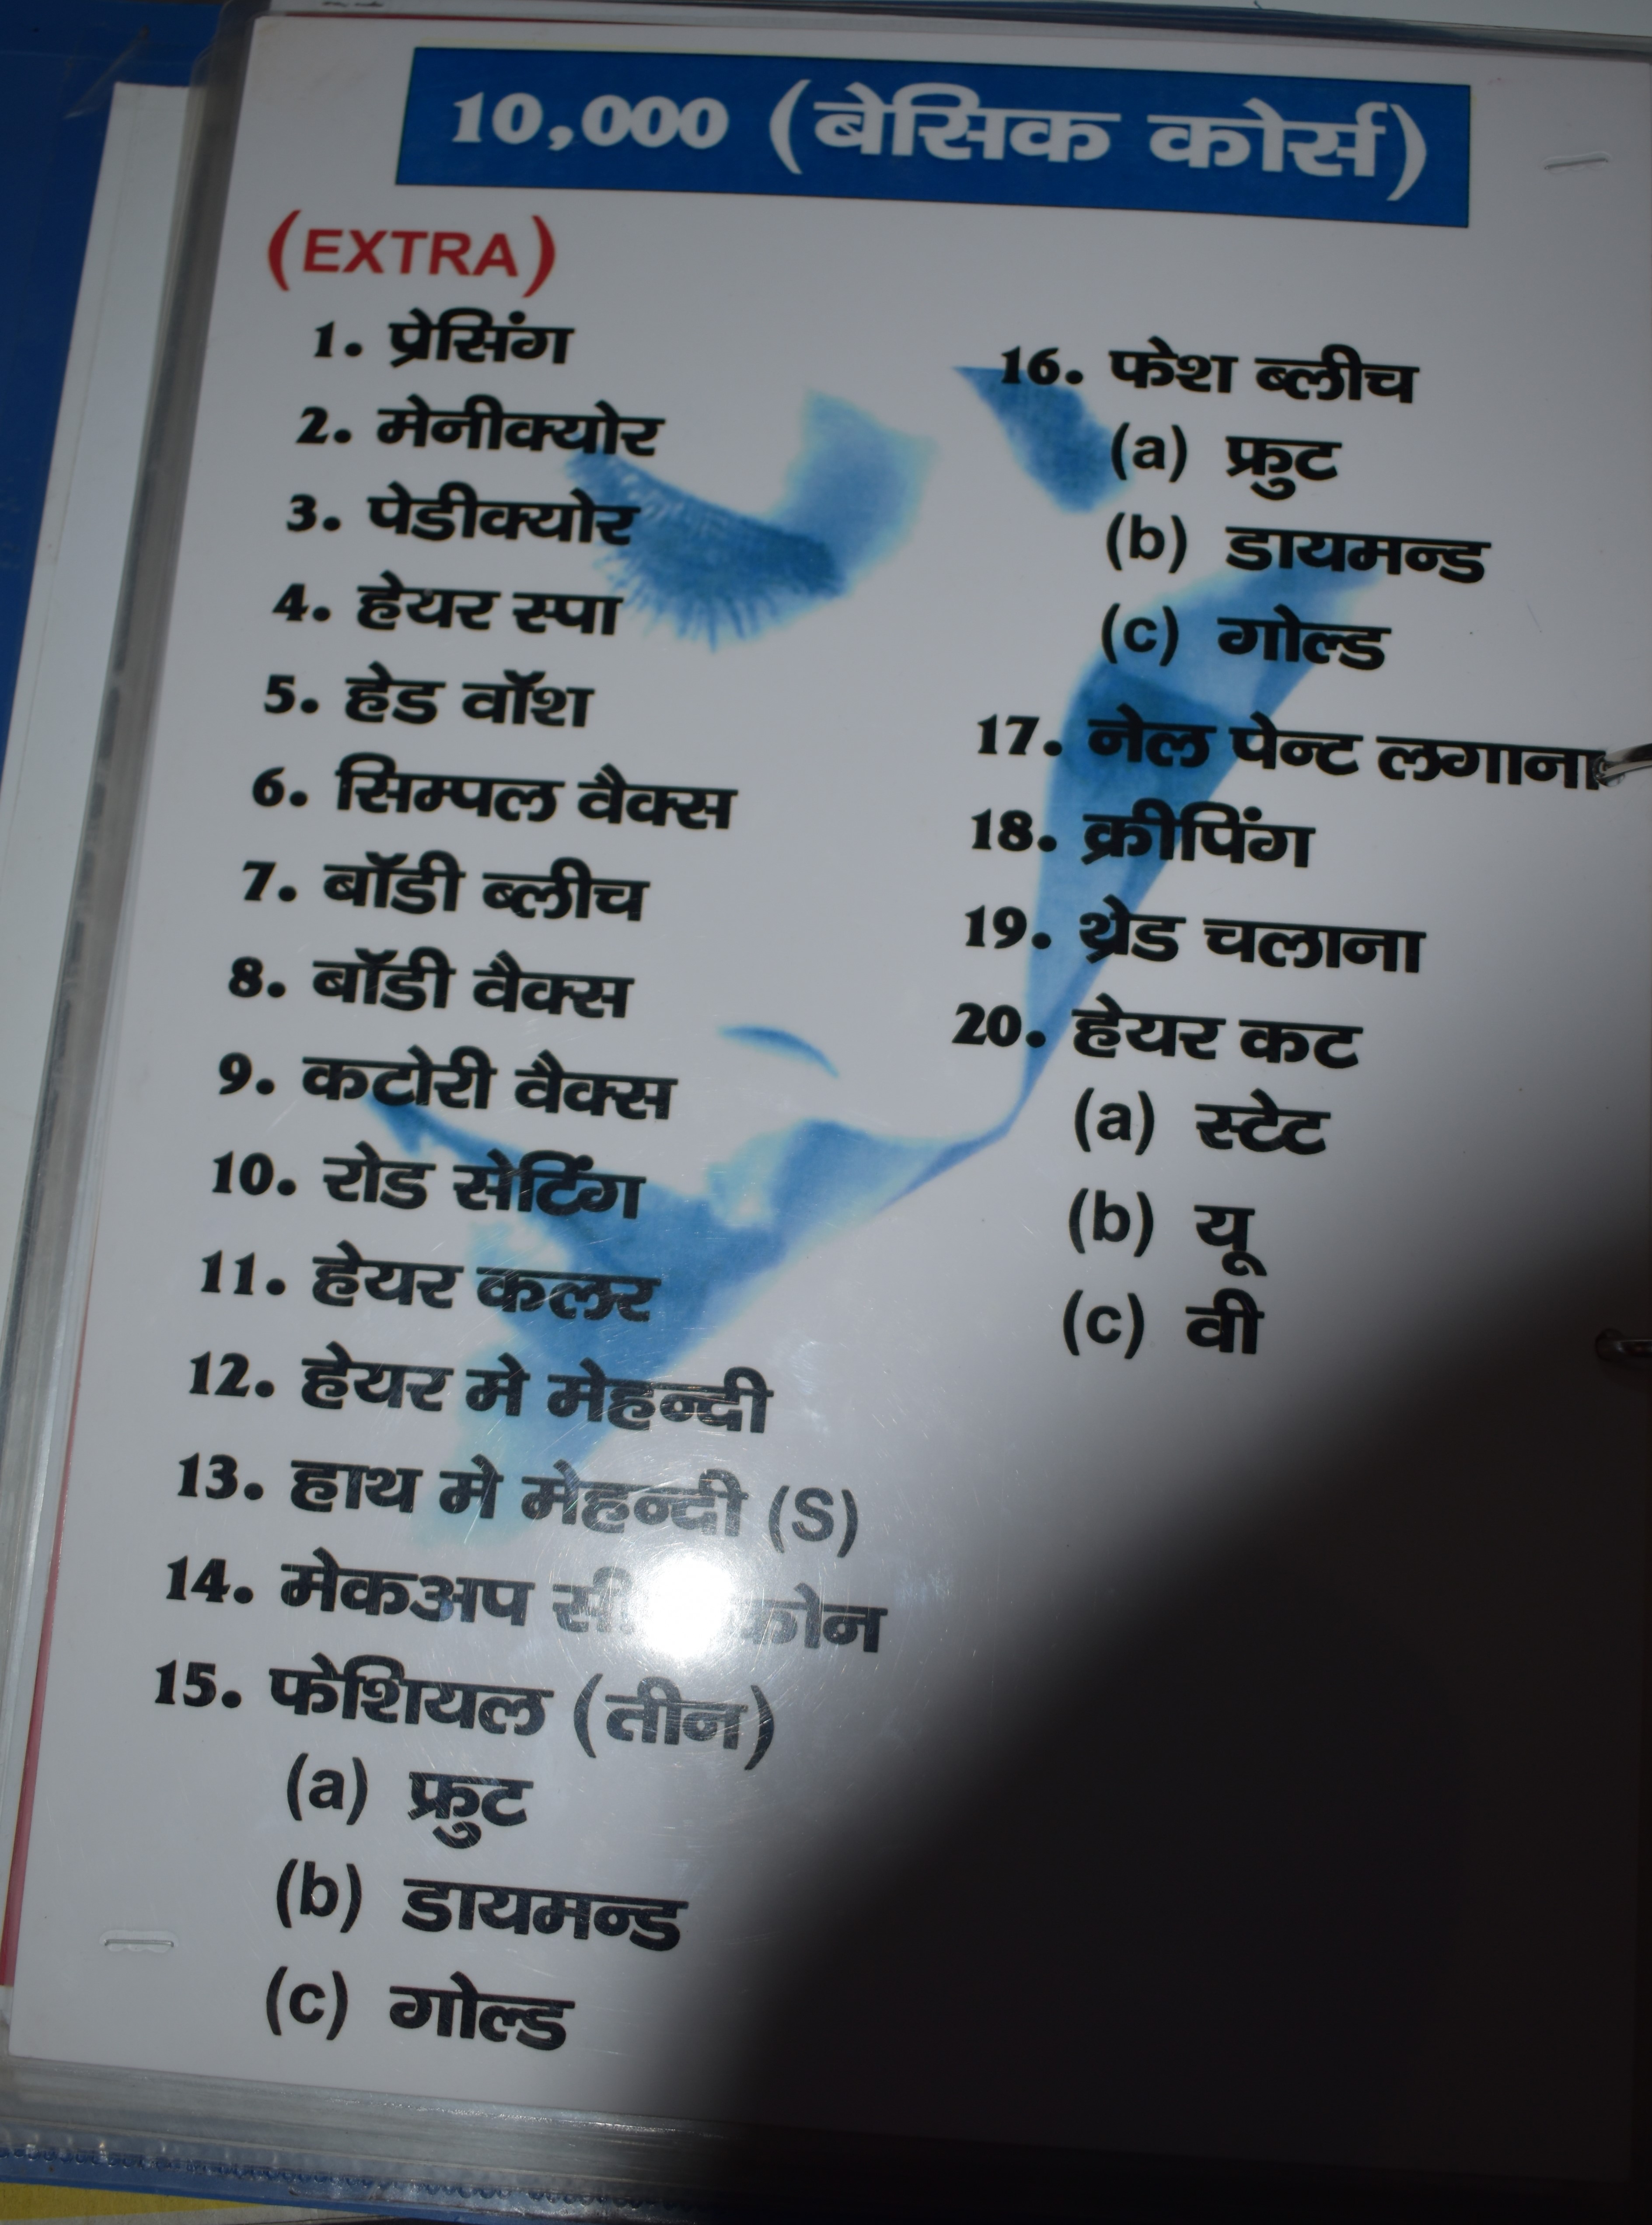 10,000 (बेसिक कोर्स)
(EXTRA)
1. प्रेसिंग
2. मेनीक्योर
3. पेडीक्योर
4. हेयर स्पा
5. हेड वॉश
6. सिम्पल वैक्स
7. बॉडी ब्लीच
8. बॉडी वैक्स
9. कटोरी वैक्स
10. रोड सेटिंग
11. हेयर कलर
12. हेयर मे मेहन्दी
13. हाथ मे मेहन्दी (S)
14. मेकअप
15. फेशियल (तीन)
(a) फ्रुट
(b) डायमन्ड
(c) गोल्ड
16. फेश ब्लीच
(a) फ्रुट
(b) डायमन्ड
(c) गोल्ड
17. नेल पेन्ट लगाना
18. क्रीपिंग
19. थ्रेड चलाना
20. हेयर कट
(a) स्टेट
(b) यू
(c) वी